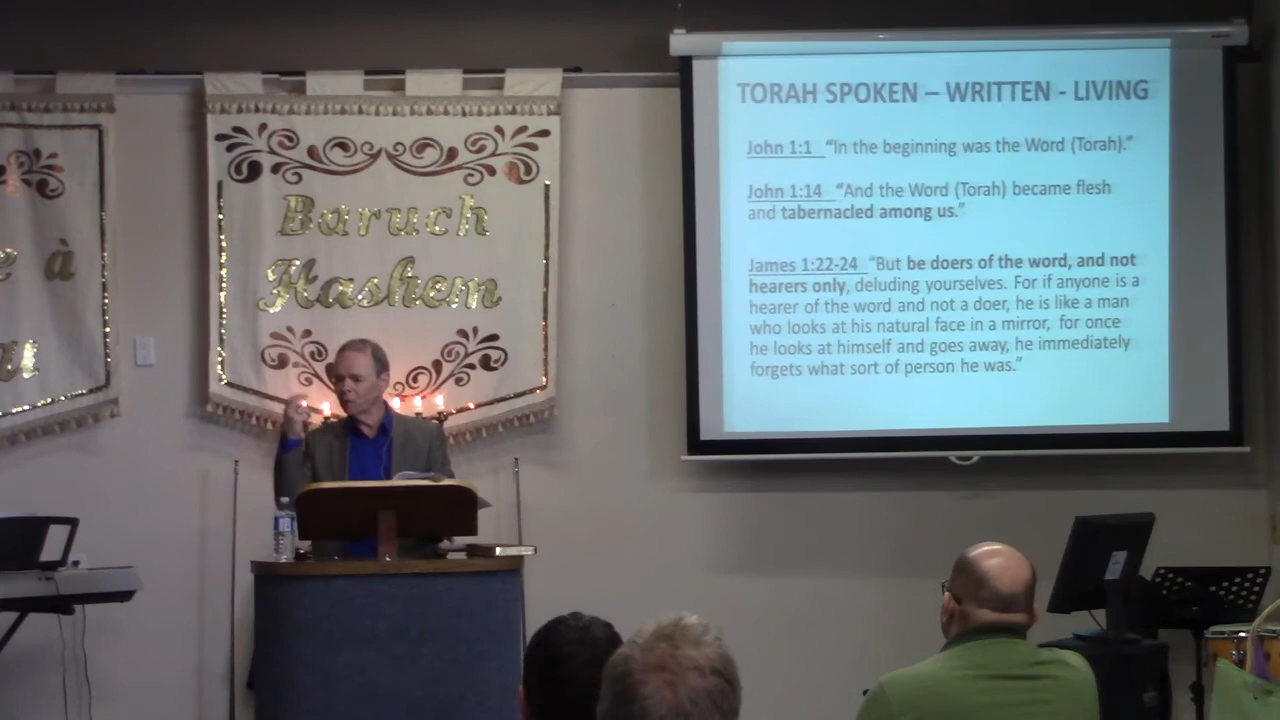 e à
u
Baruch
Hashem
TORAH SPOKEN – WRITTEN - LIVING
John 1:1 “In the beginning was the Word (Torah).”
John 1:14 “And the Word (Torah) became flesh
and tabernacled among us.”
James 1:22-24 “But be doers of the word, and not
hearers only, deluding yourselves. For if anyone is a
hearer of the word and not a doer, he is like a man
who looks at his natural face in a mirror, for once
he looks at himself and goes away, he immediately
forgets what sort of person he was.”